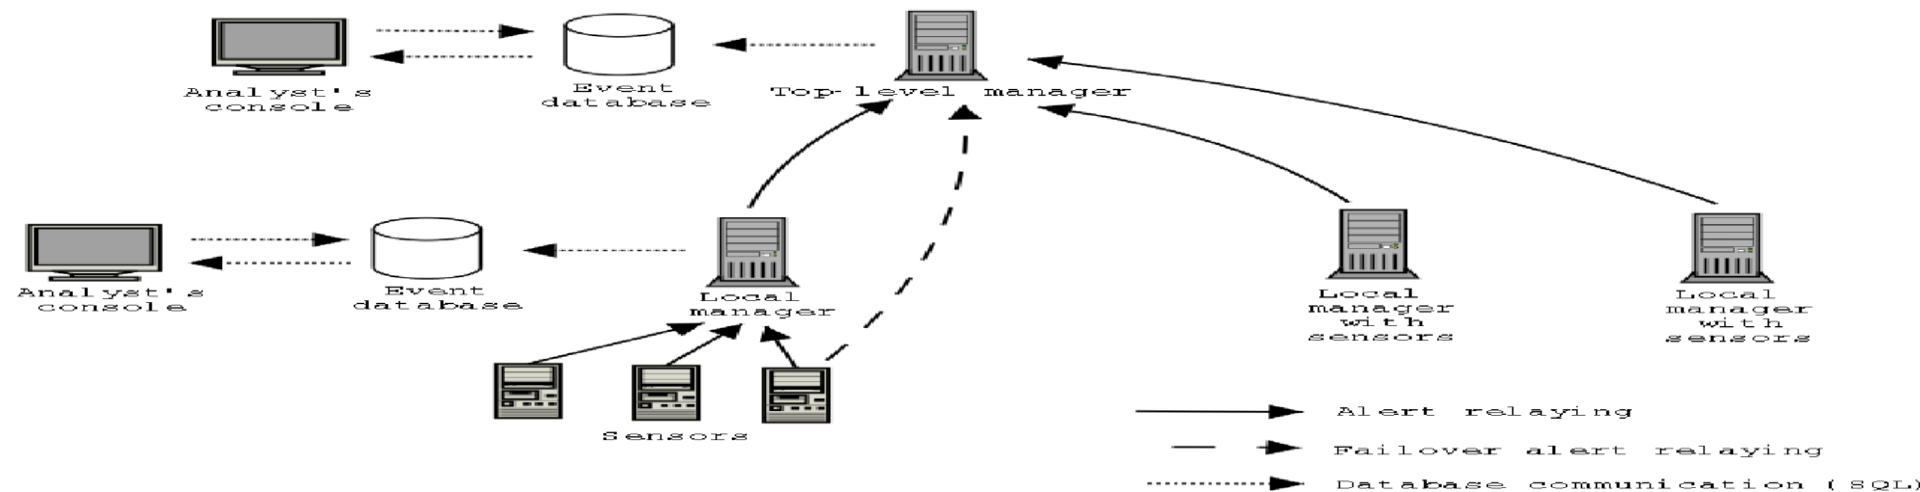 Analyst's
console
Event
database
Top-level manager
Analyst's
console
Event
database
Local
manager
Local
manager
with
sensors
Local
manager
with
sensors
Sensors
Alert relaying
Failover alert relaying
Database communication (SQL)